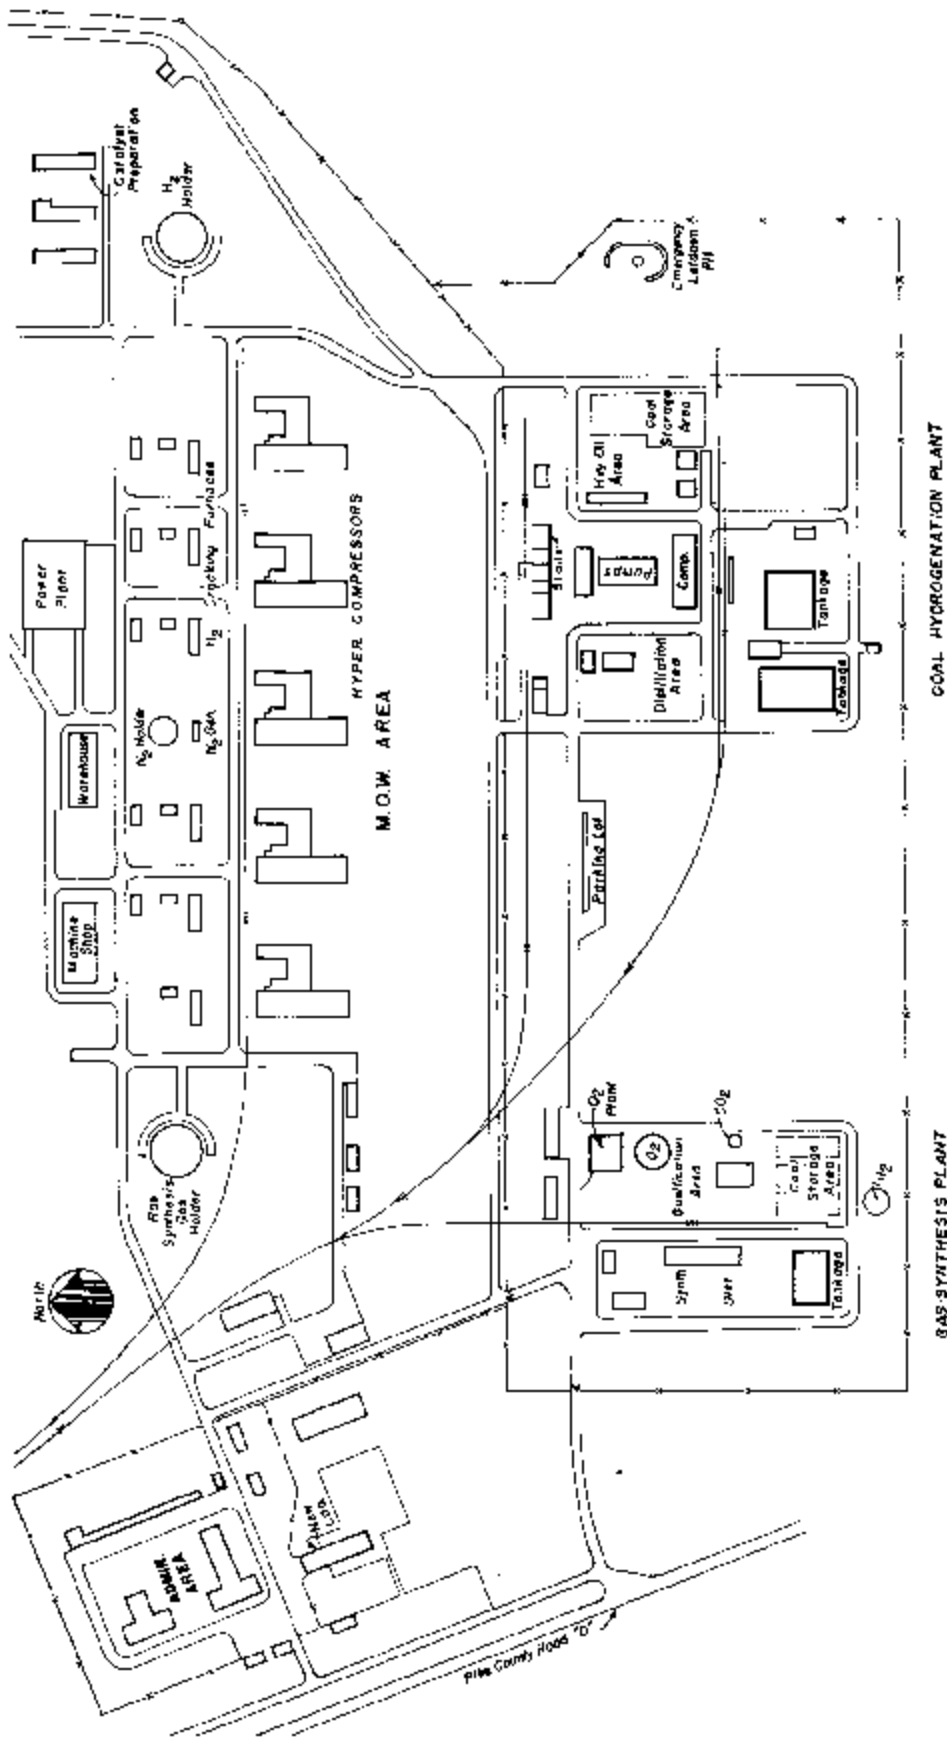 Catalyst
Preparation
H2
Holder
Emergency
Letdown
Pit
Power
Plant
Cracking Furnaces
H2
N2 Holder
N2 Gen.
Warehouse
Machine
Shop
HYPER COMPRESSORS
M.O.W. AREA
Stalls
Pumps
Comp.
Hvy Oil
Area
Coal
Storage
Area
Distillation
Area
Tankage
Tankage
COAL HYDROGENATION PLANT
Parking Lot
Raw
Synthesis
Gas
Holder
North
O2
Plant
O2
CO2
Gasification
Area
Coal
Storage
Area
Synth
Tankage
GAS-SYNTHESIS PLANT
ADMIN.
AREA
New
Pike County Road "D"